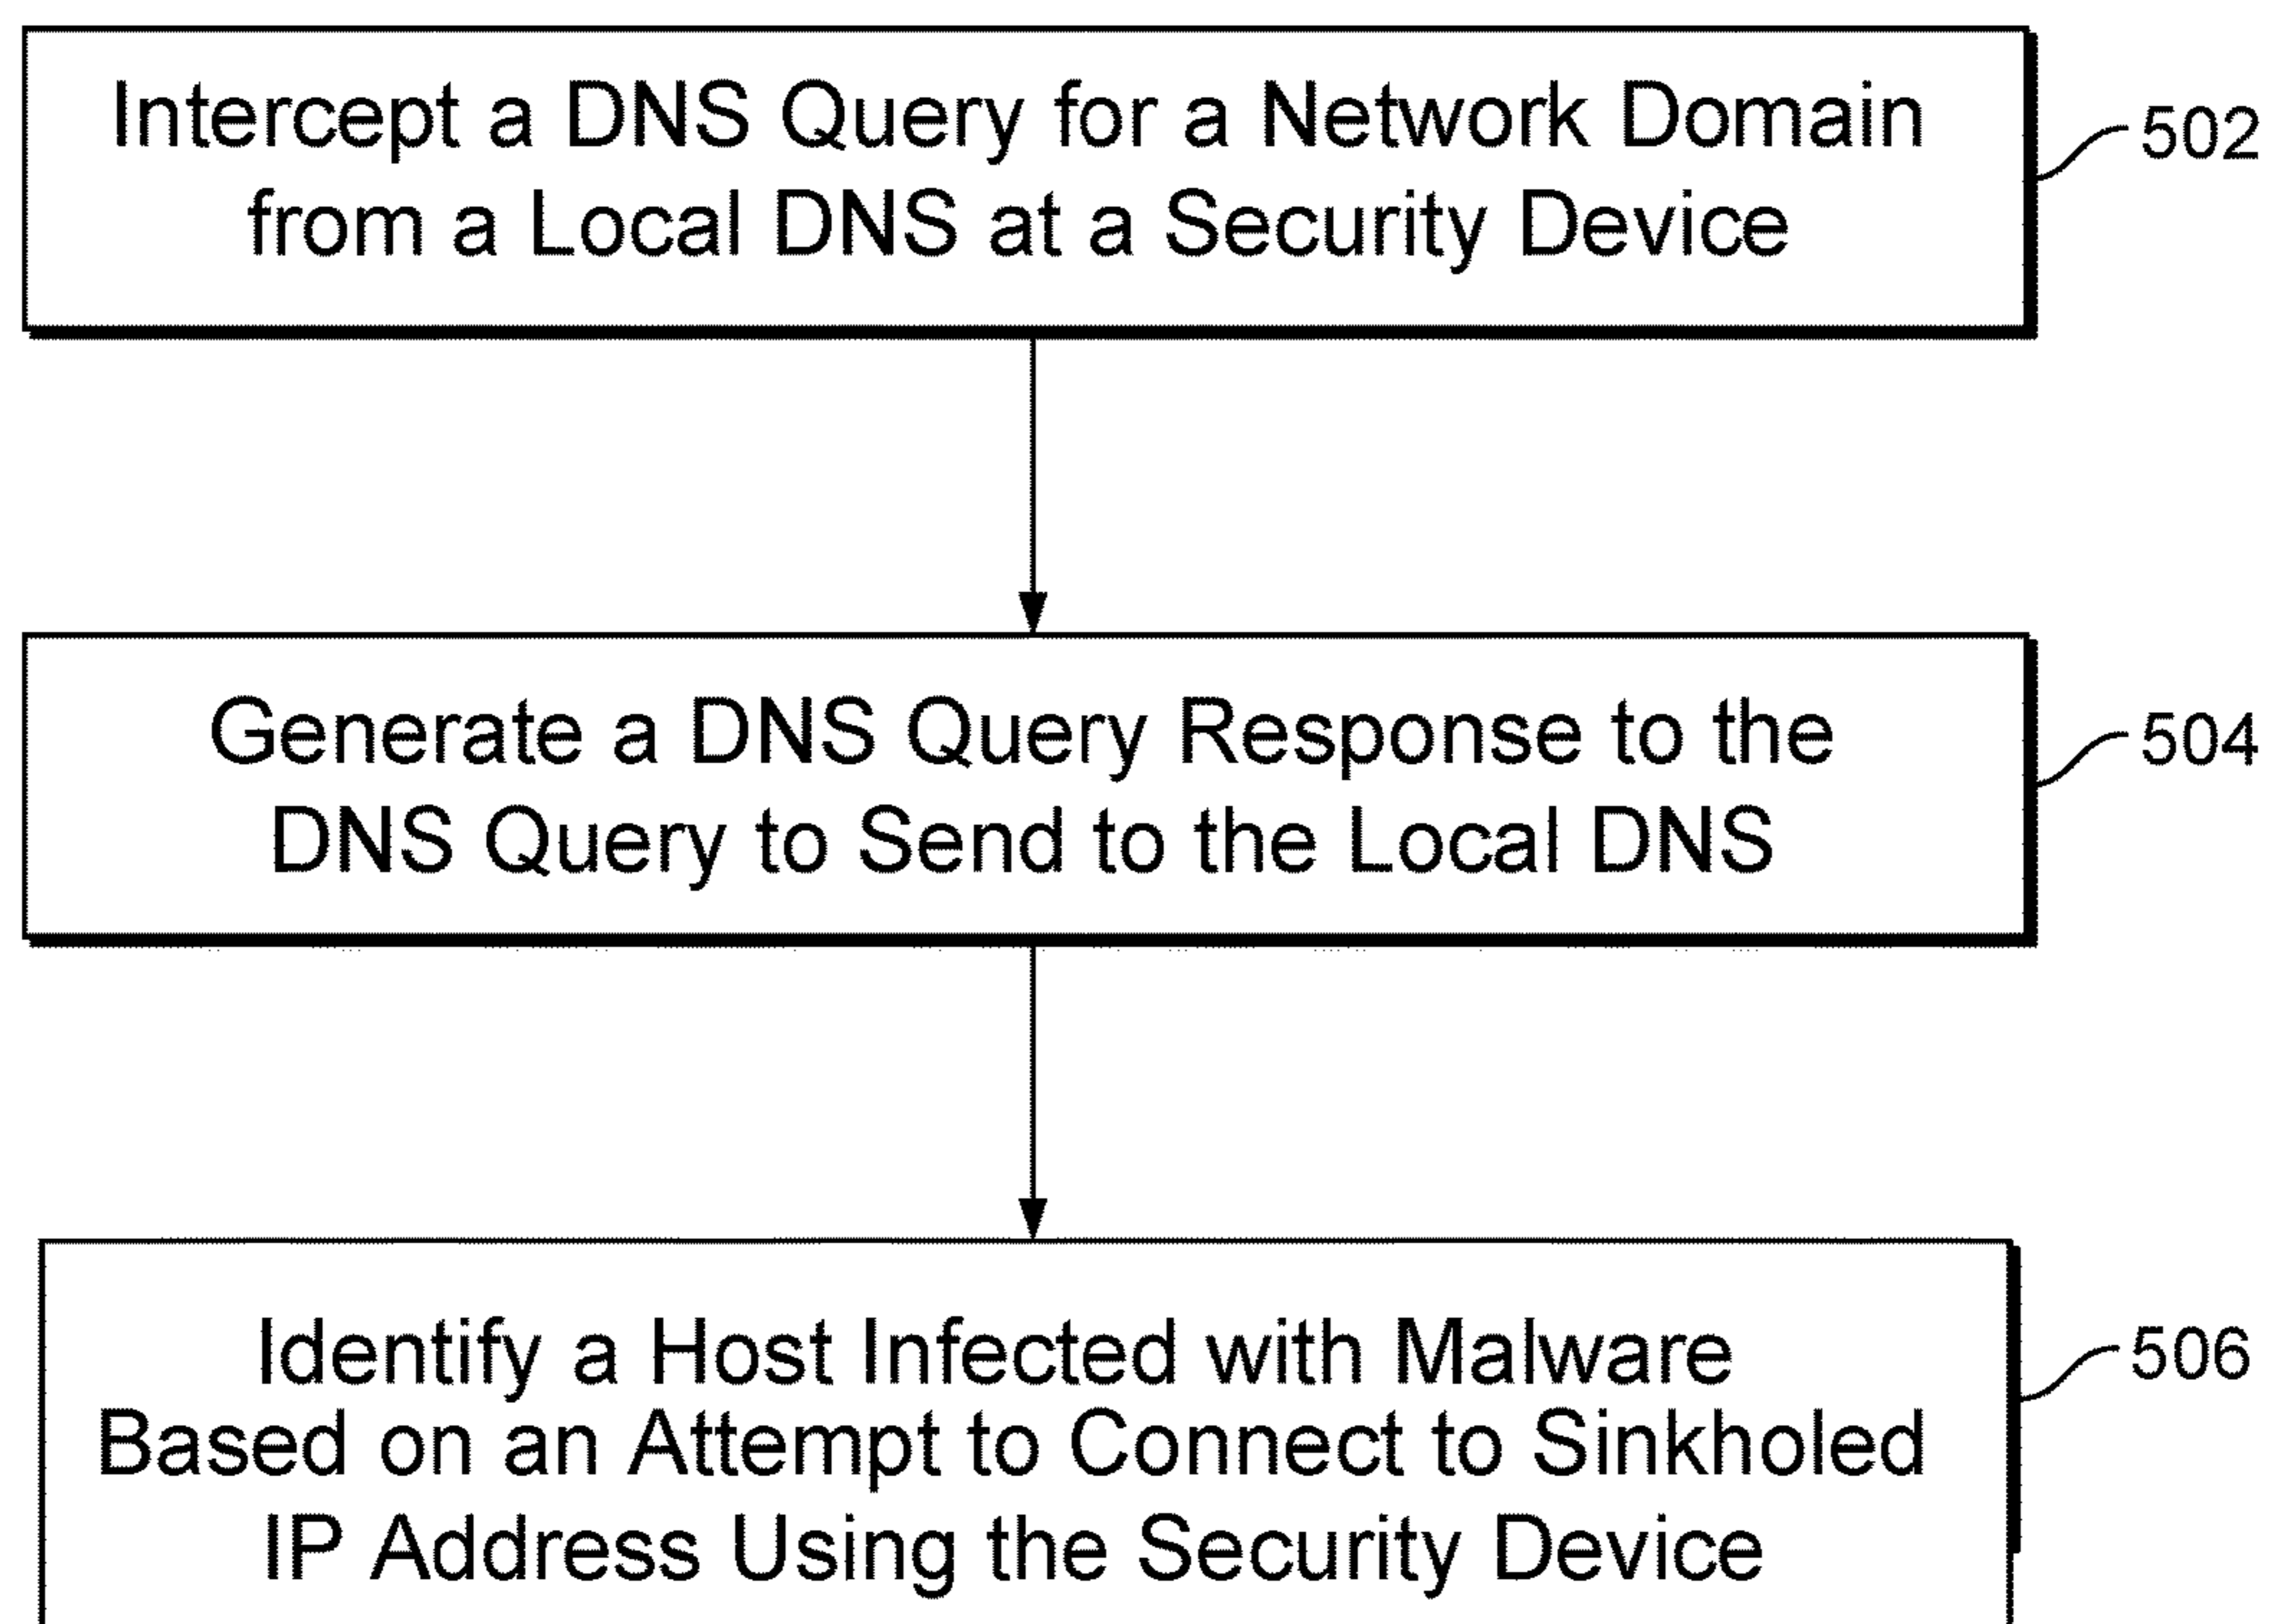 Intercept a DNS Query for a Network Domain
from a Local DNS at a Security Device
502
Generate a DNS Query Response to the
DNS Query to Send to the Local DNS
504
Identify a Host Infected with Malware
Based on an Attempt to Connect to Sinkholed
IP Address Using the Security Device
506